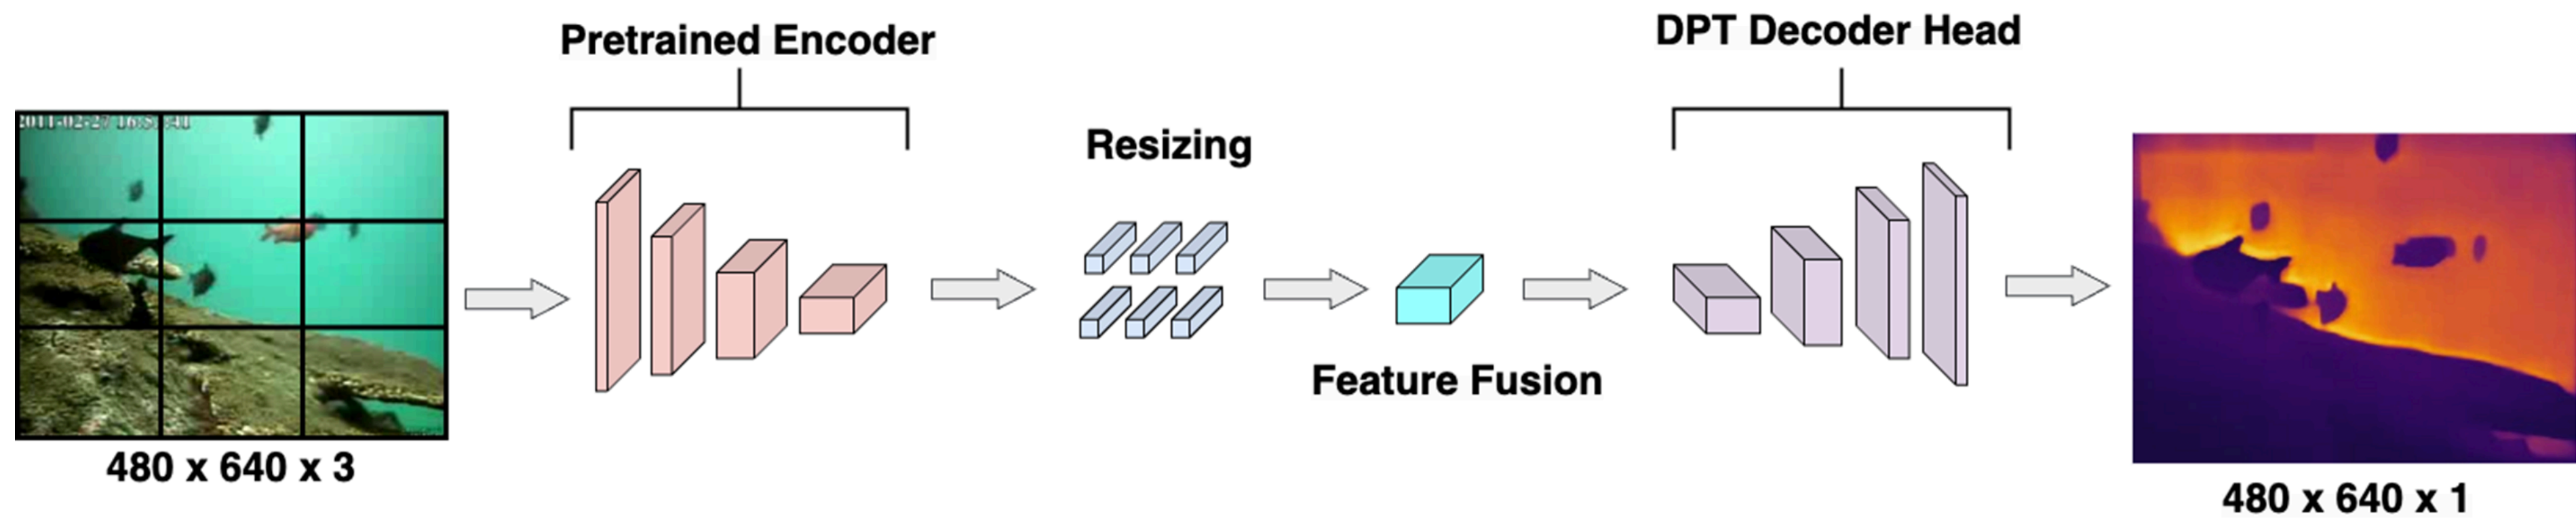 Pretrained Encoder
DPT Decoder Head
Resizing
Feature Fusion
480 x 640 x 3
480 x 640 x 1